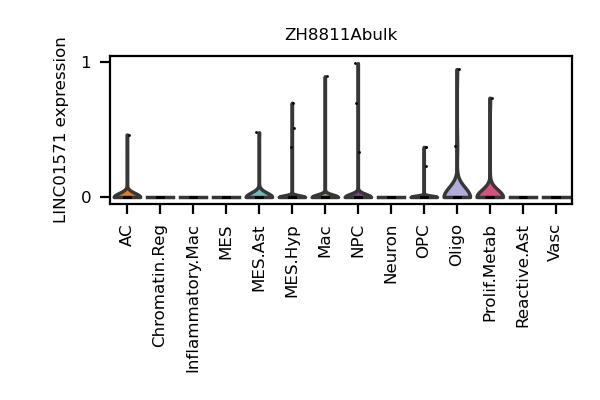 ZH8811Abulk
LINC01571 expression
1
0
AC
Chromatin.Reg
Inflammatory.Mac
MES
MES.Ast
MES.Hyp
Mac
NPC
Neuron
OPC
Oligo
Prolif.Metab
Reactive.Ast
Vasc